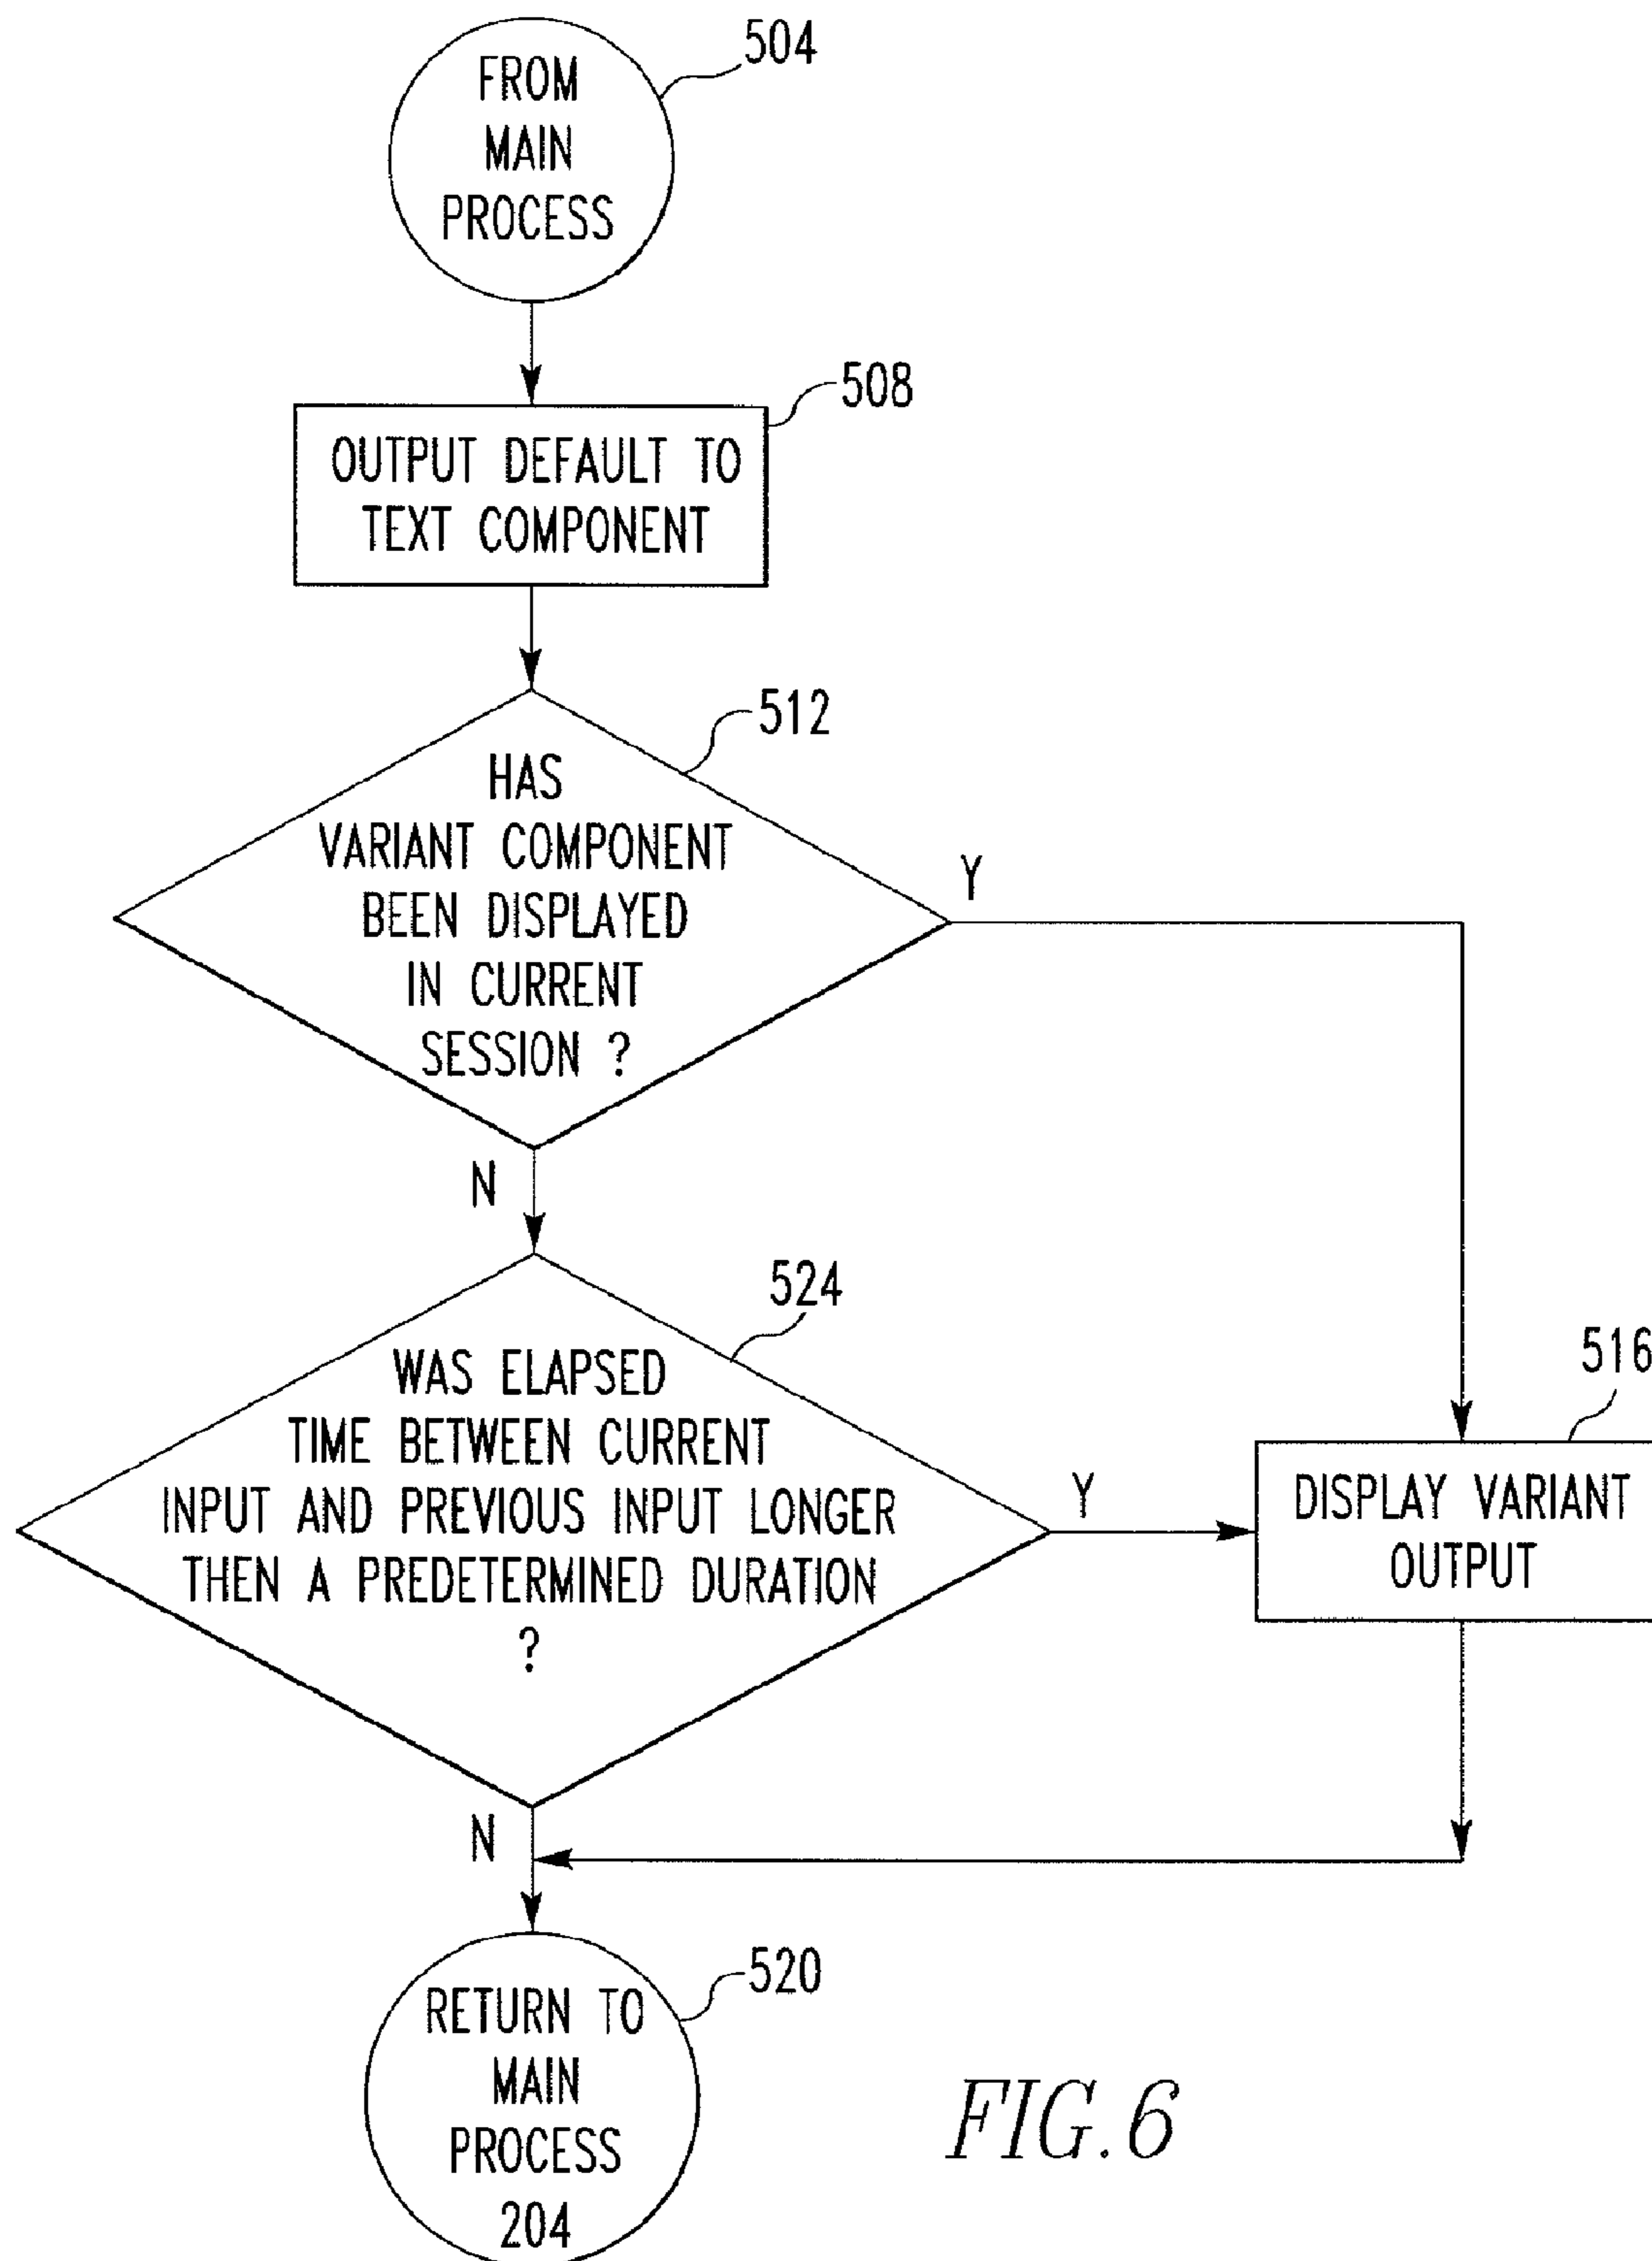 504
FROM
MAIN
PROCESS
508
OUTPUT DEFAULT TO
TEXT COMPONENT
512
HAS
VARIANT COMPONENT
BEEN DISPLAYED
IN CURRENT
SESSION ?
Y
N
524
WAS ELAPSED
TIME BETWEEN CURRENT
INPUT AND PREVIOUS INPUT LONGER
THEN A PREDETERMINED DURATION
?
Y
516
DISPLAY VARIANT
OUTPUT
N
520
RETURN TO
MAIN
PROCESS
204
FIG.6